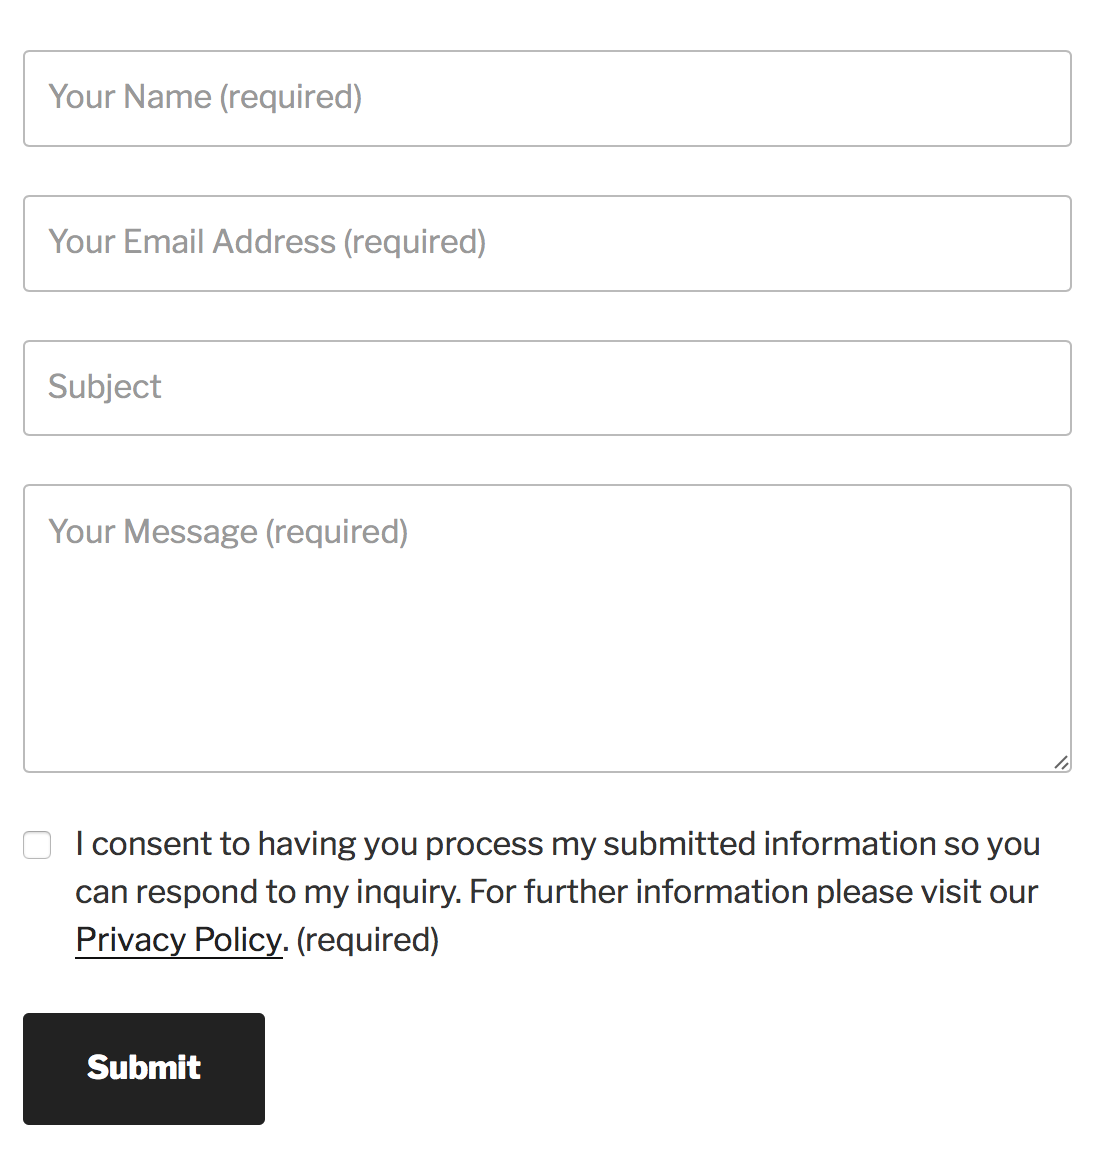 Your Name (required)
Your Email Address (required)
Subject
Your Message (required)
I consent to having you process my submitted information so you
can respond to my inquiry. For further information please visit our
Privacy Policy. (required)
Submit